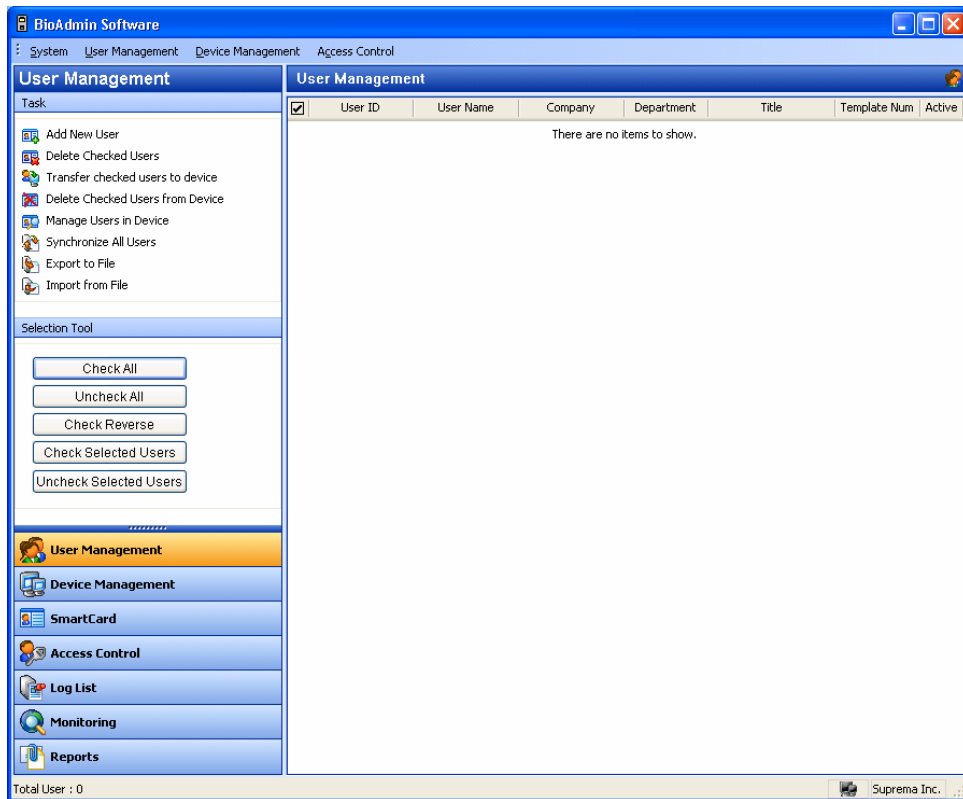 BioAdmin Software
System User Management Device Management Access Control
User Management
Task
Add New User
Delete Checked Users
Transfer checked users to device
Delete Checked Users from Device
Manage Users in Device
Synchronize All Users
Export to File
Import from File
Selection Tool
Check All
Uncheck All
Check Reverse
Check Selected Users
Uncheck Selected Users
User Management
Device Management
SmartCard
Access Control
Log List
Monitoring
Reports
User Management
User ID User Name Company Department Title Template Num Active
There are no items to show.
Total User : 0
Suprema Inc.